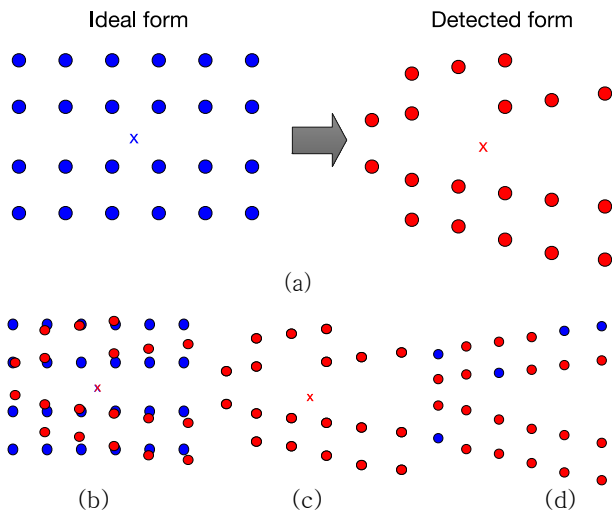 Ideal form
Detected form
x
x
(a)
x
x
(b)
(c)
(d)